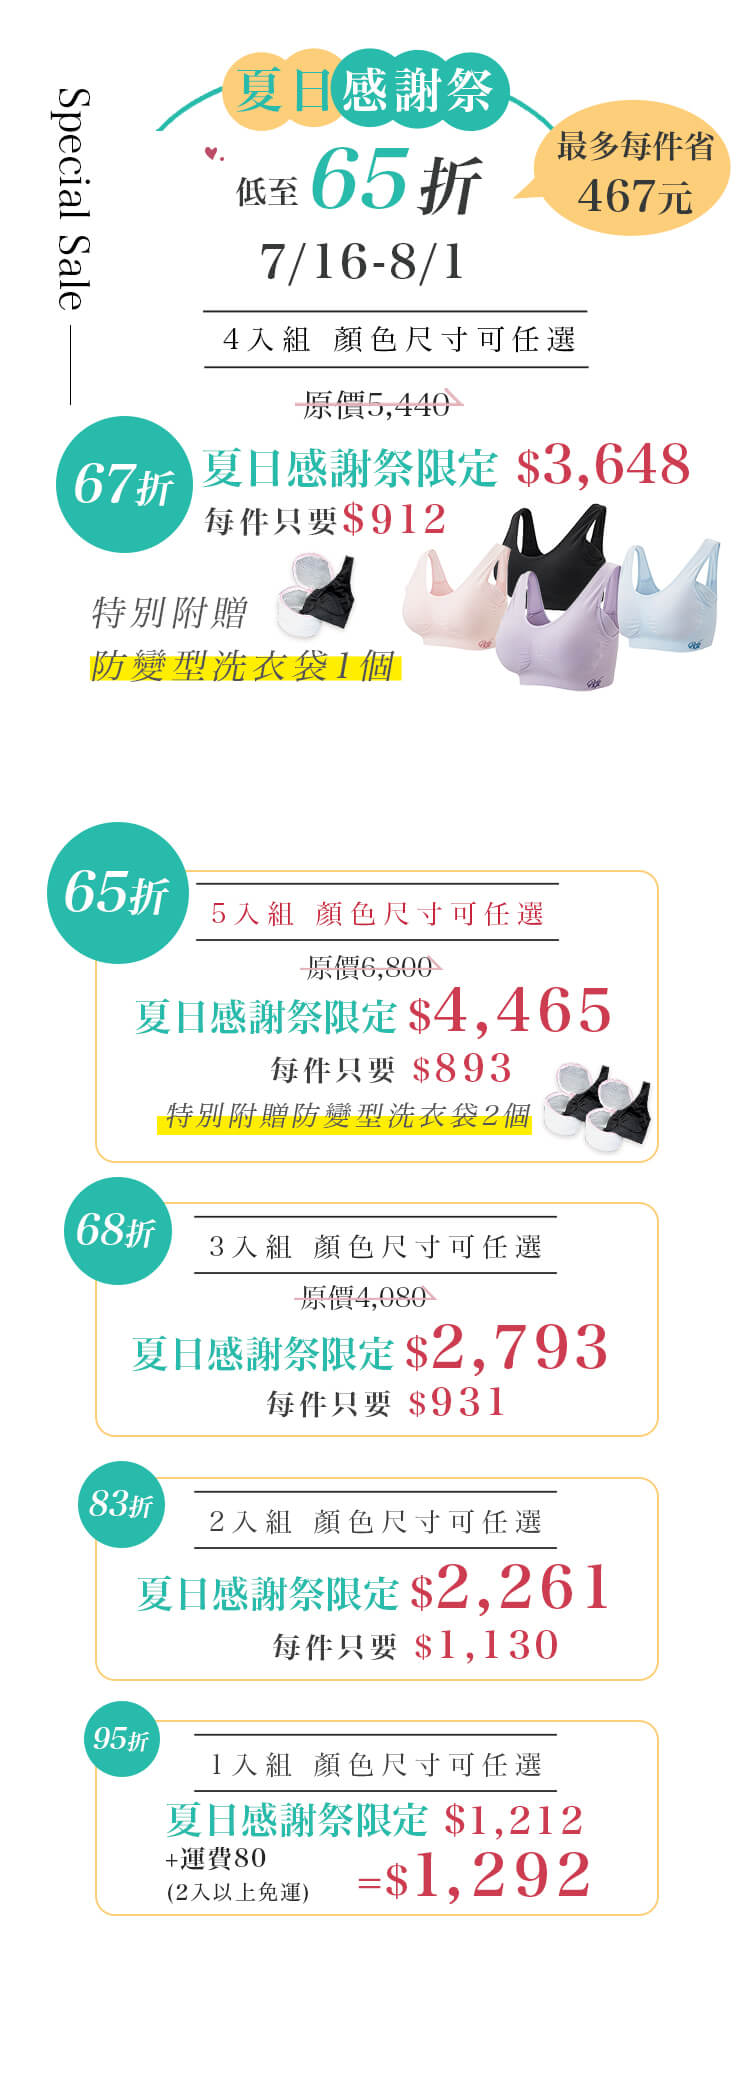 Special Sale
夏日感謝祭
低至65折
最多每件省
467元
7/16-8/1
4入組 顏色尺寸可任選
原價5,440
67折
夏日感謝祭限定 $3,648
每件只要$912
特別附贈
防變型洗衣袋1個
65折
5入組 顏色尺寸可任選
原價6,800
夏日感謝祭限定 $4,465
每件只要 $893
特別附贈防變型洗衣袋2個
68折
3入組 顏色尺寸可任選
原價4,080
夏日感謝祭限定 $2,793
每件只要 $931
83折
2入組 顏色尺寸可任選
夏日感謝祭限定 $2,261
每件只要 $1,130
95折
1入組 顏色尺寸可任選
夏日感謝祭限定 $1,212
+運費80
(2入以上免運) =$1,292